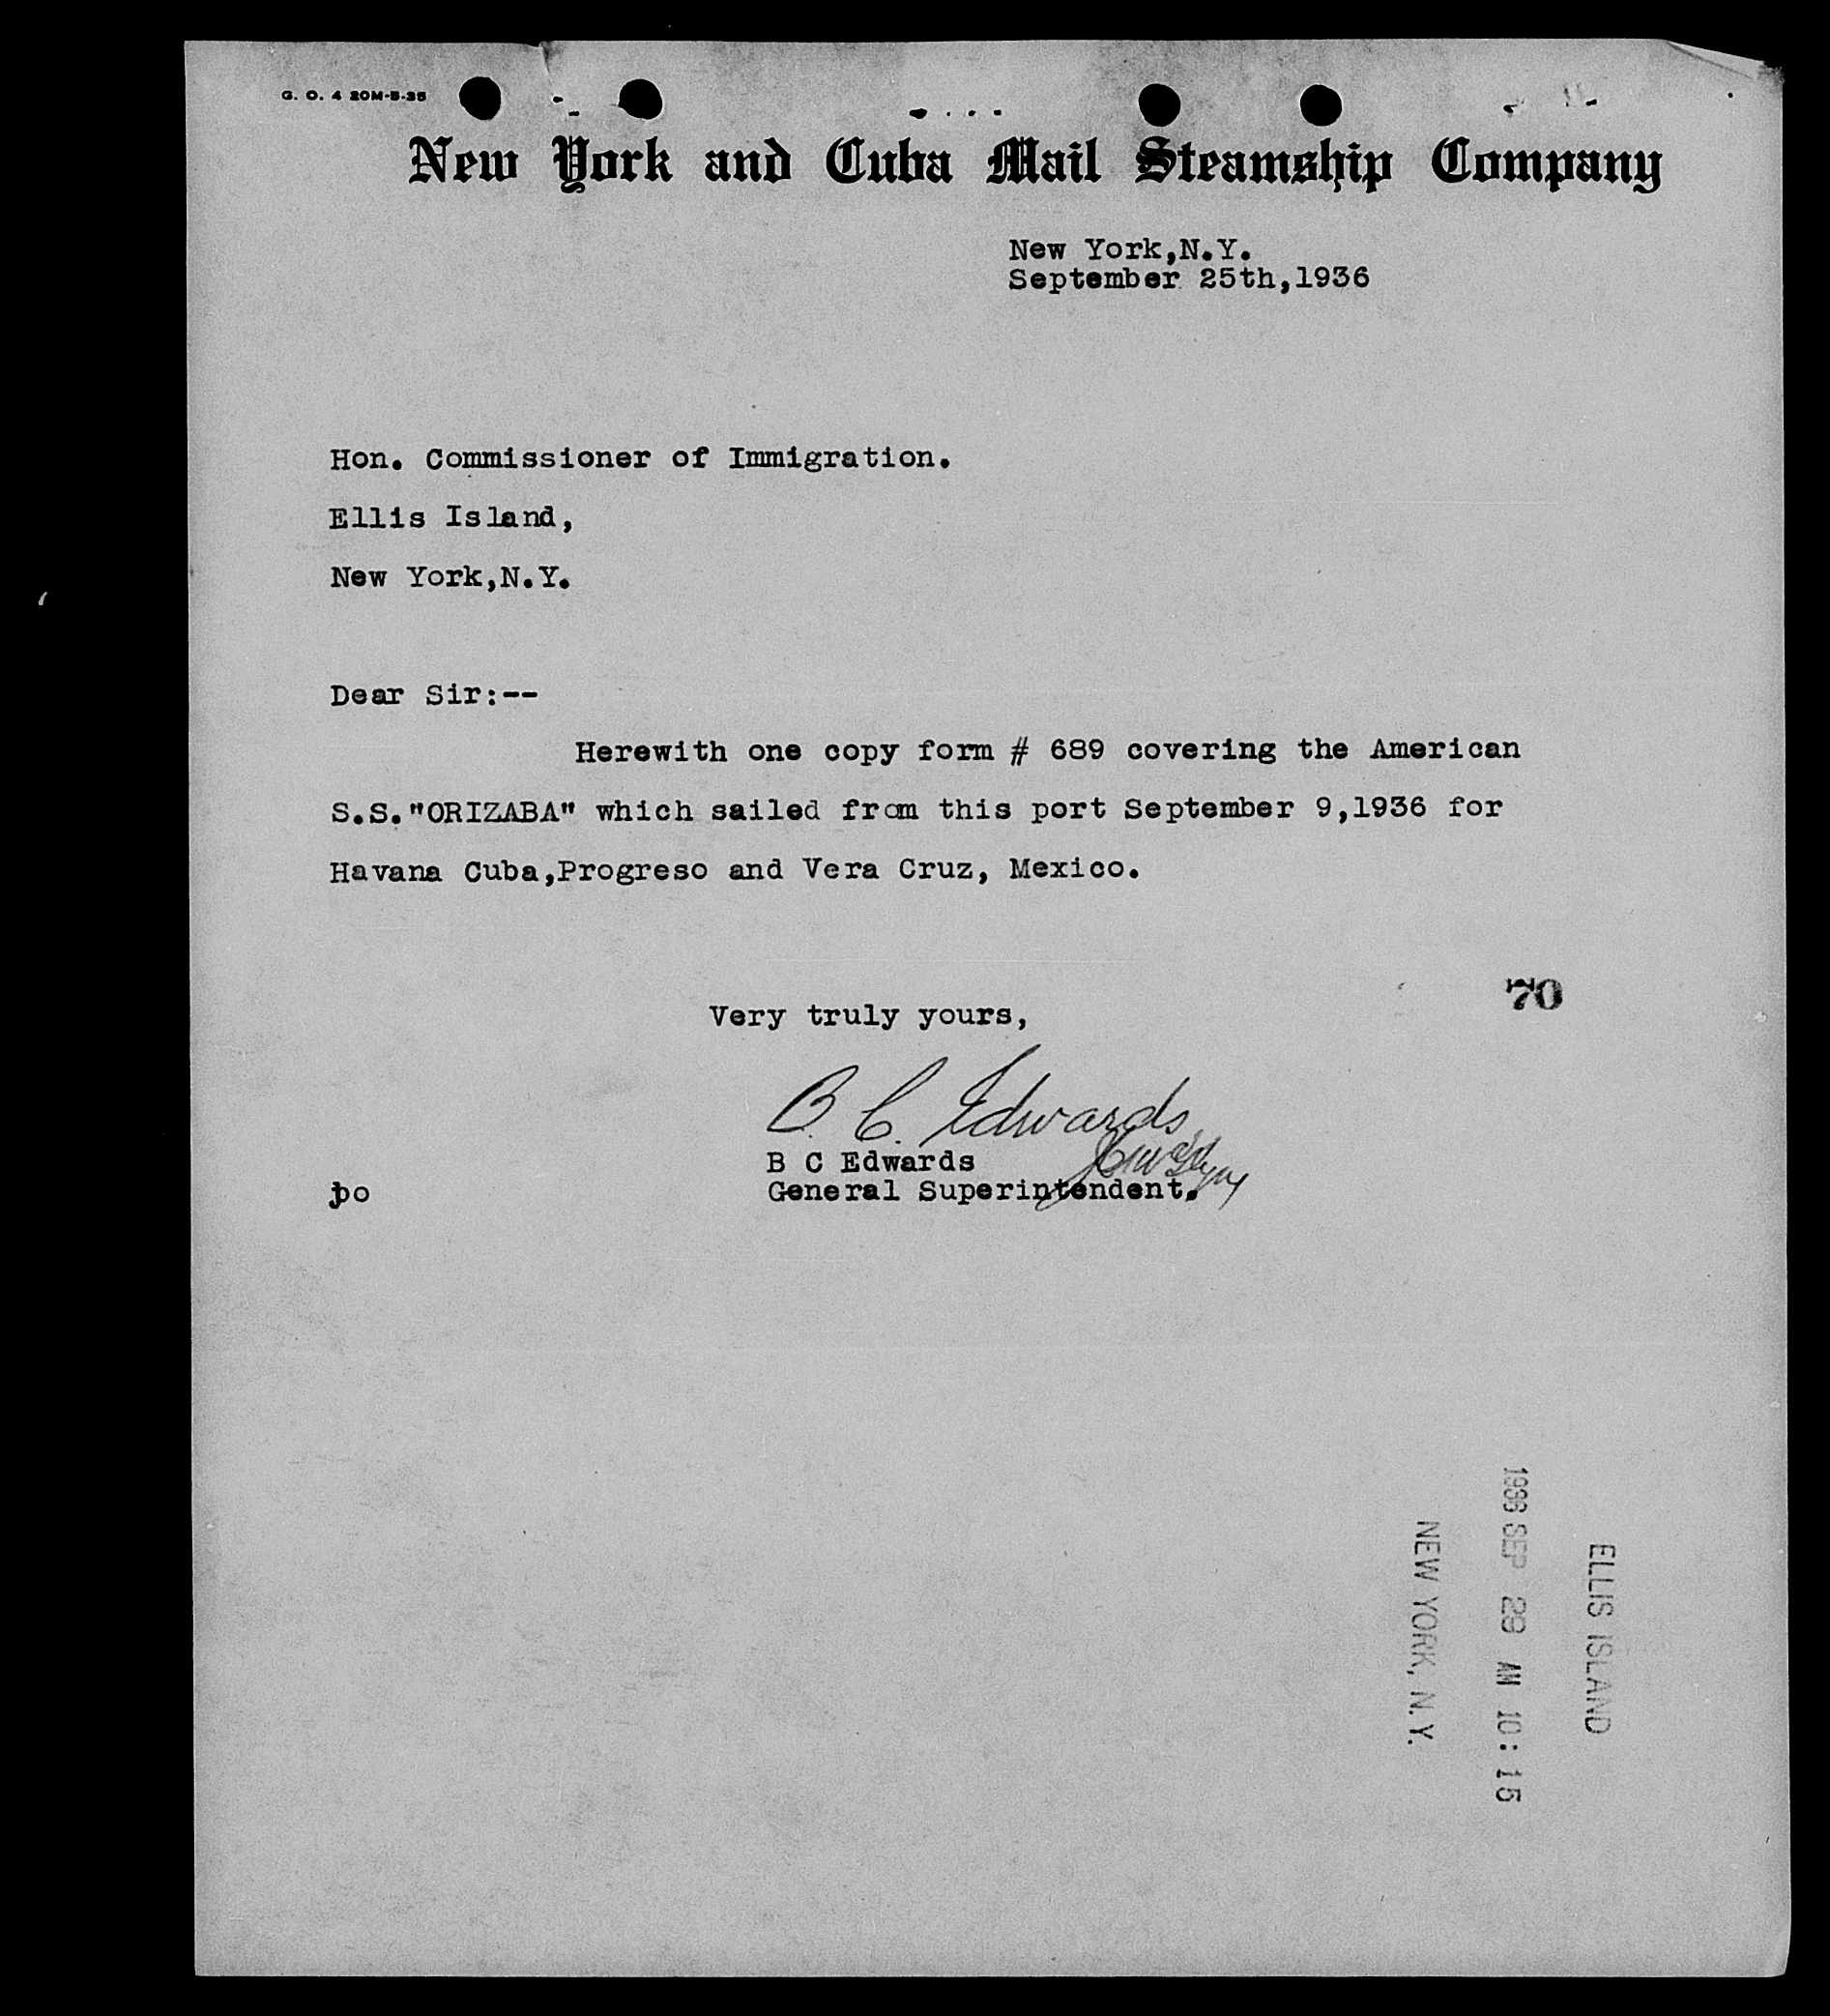 G. O. 4 20M-5-35
New York and Cuba Mail Steamship Company
New York,N.Y.
September 25th,1936
Hon. Commissioner of Immigration.
Ellis Island,
New York,N.Y.
Dear Sir:--
Herewith one copy form # 689 covering the American
S.S."ORIZABA" which sailed from this port September 9,1936 for
Havana Cuba,Progreso and Vera Cruz, Mexico.
70
Very truly yours,
B. C. Edwards
B C Edwards
General Superintendent.
ELLIS ISLAND
1936 SEP AM 10:15
NEW YORK, N.Y.